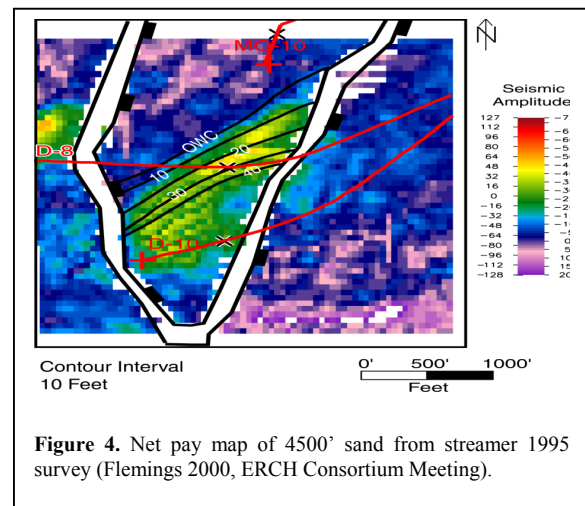 MO-10
N
Seismic
Amplitude
OWC
D-8
10
20
30
40
D-10
127
112
96
80
64
48
32
16
0
-16
-32
-48
-64
-80
-96
-112
-128
Contour Interval
10 Feet
0' 500' 1000'
Feet
Figure 4. Net pay map of 4500' sand from streamer 1995
survey (Flemings 2000, ERCH Consortium Meeting).